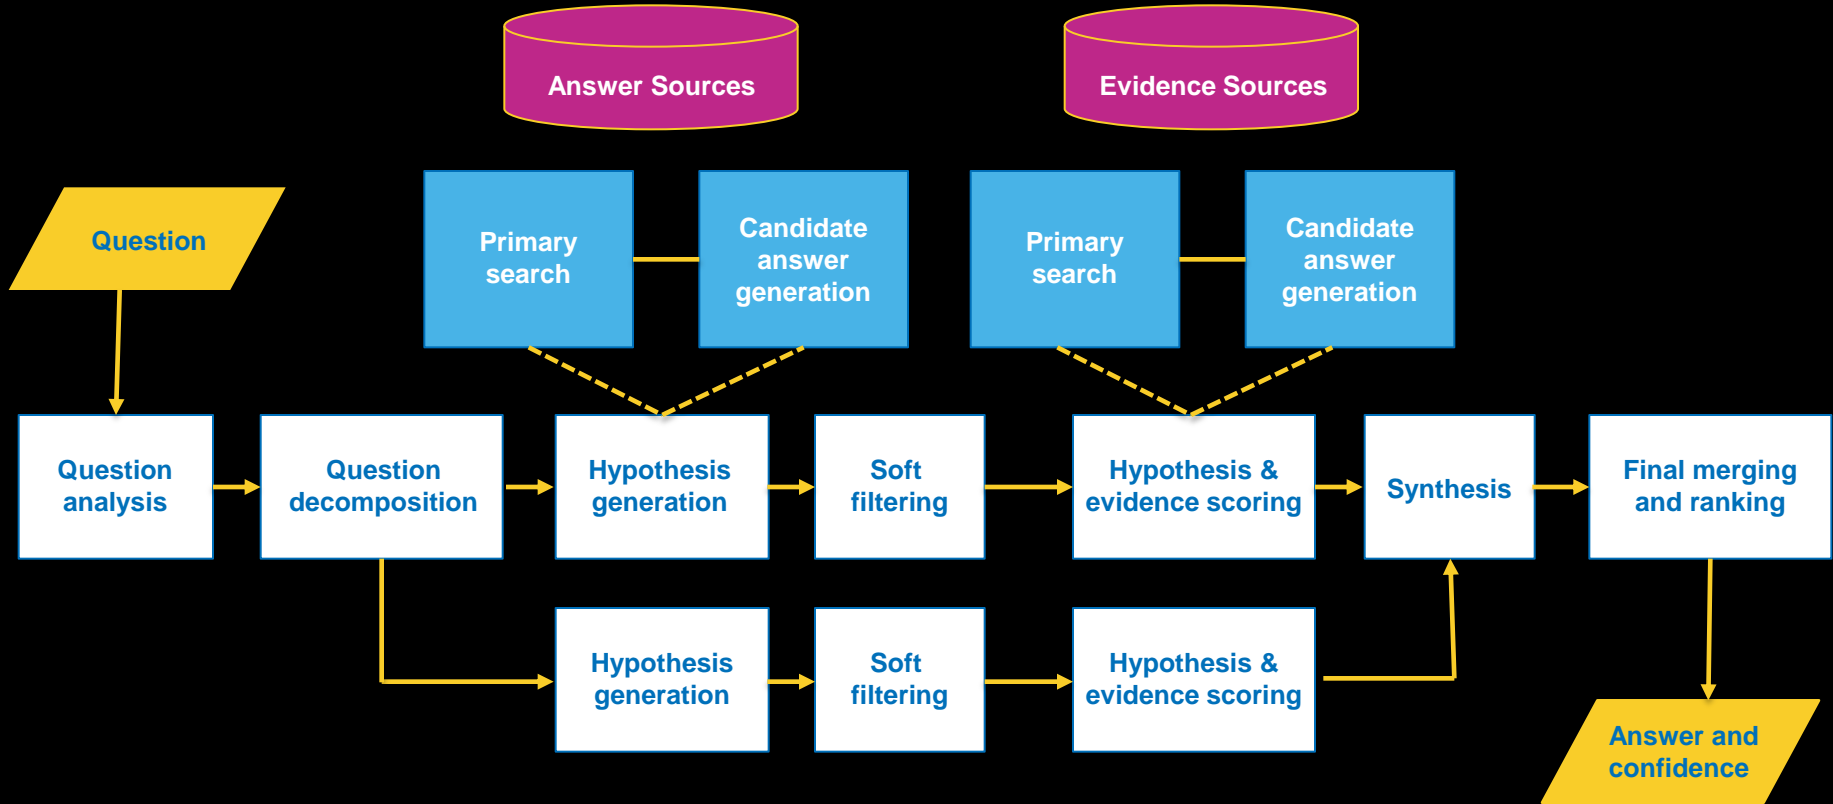 Answer Sources
Evidence Sources
Question
Primary
search
Candidate
answer
generation
Primary
search
Candidate
answer
generation
Question
analysis
Question
decomposition
Hypothesis
generation
Soft
filtering
Hypothesis &
evidence scoring
Synthesis
Final merging
and ranking
Hypothesis
generation
Soft
filtering
Hypothesis &
evidence scoring
Answer and
confidence